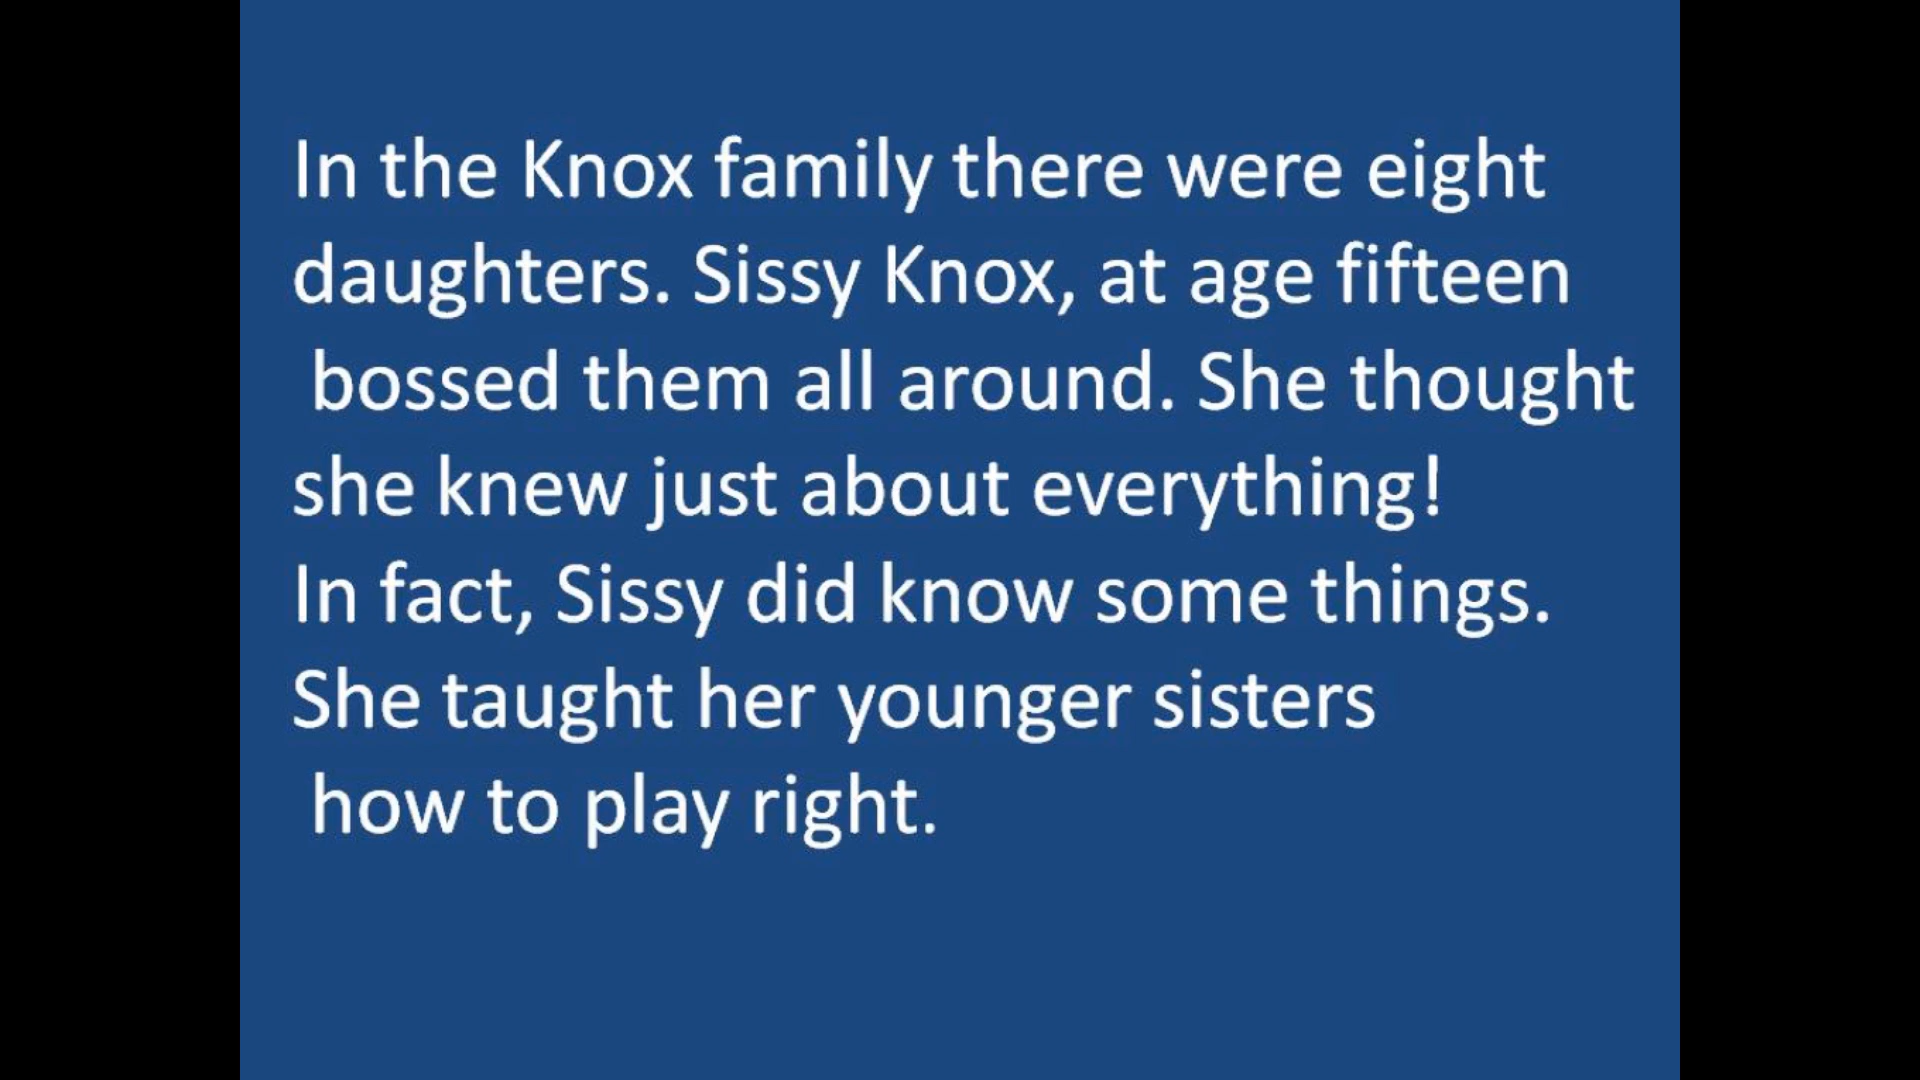 In the Knox family there were eight
daughters. Sissy Knox, at age fifteen
bossed them all around. She thought
she knew just about everything!
In fact, Sissy did know some things.
She taught her younger sisters
how to play right.